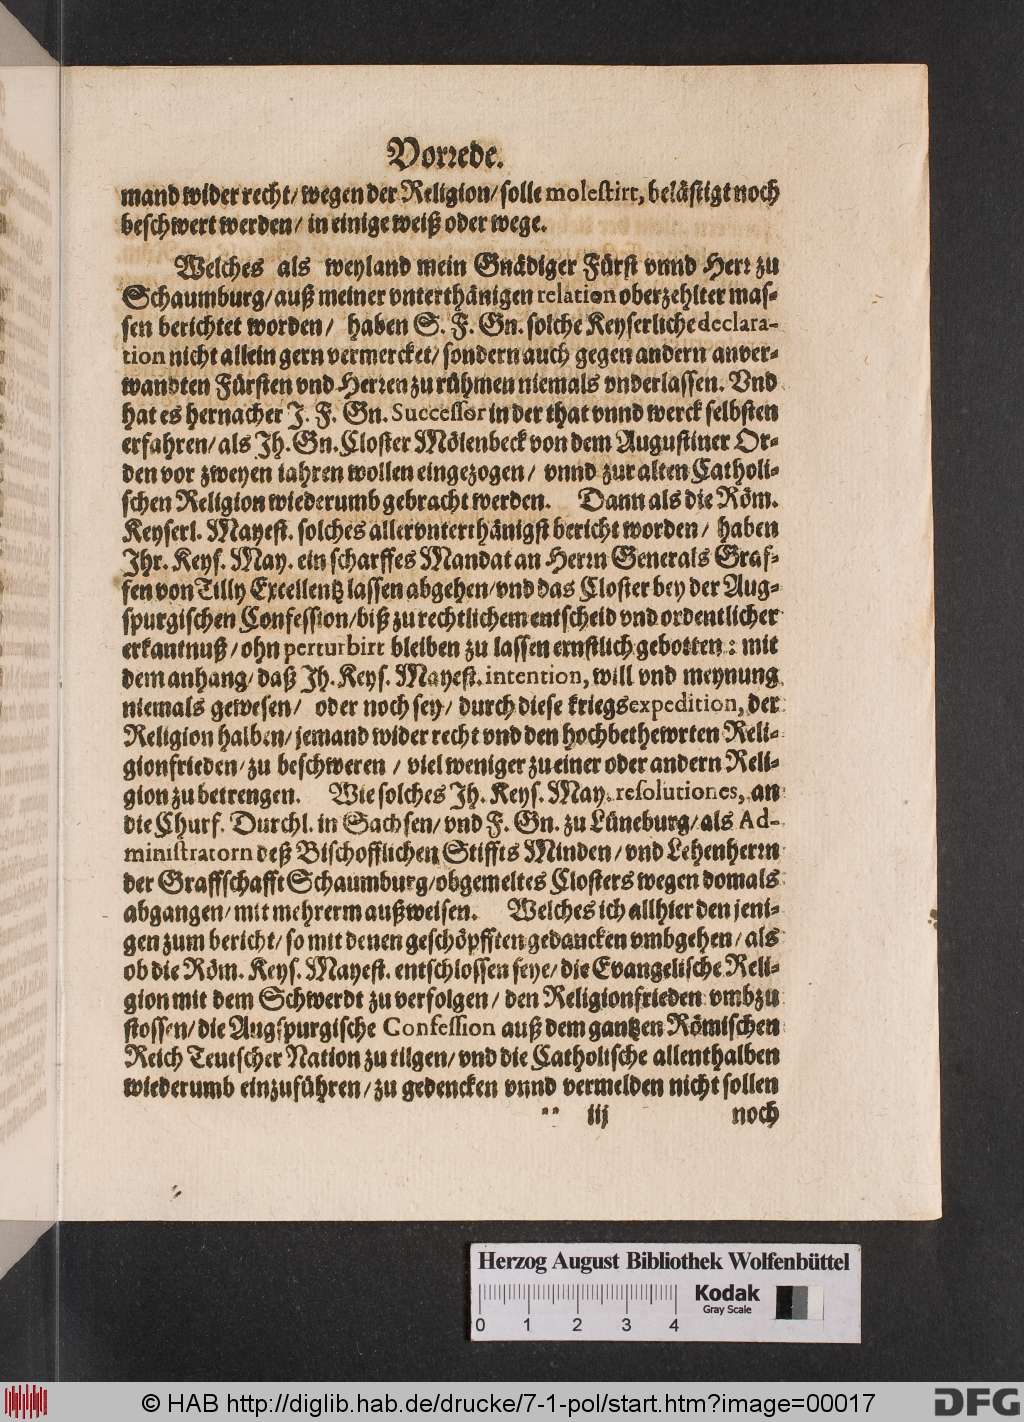 Vorrede.
mand wider recht/ wegen der Religion/ solle molestirt, belästigt noch
beschwert werden/ in einige weiß oder wege.
Welches als weyland mein Gnädiger Fürst vnnd Herr zu
Schaumburg/ auß meiner vnterthänigen relation oberzehlter mas-
sen berichtet worden/ haben S. F. Gn. solche Keyserliche declara-
tion nicht allein gern vermercket/ sondern auch gegen andern anver-
wandten Fürsten vnd Herren zu rühmen niemals vnderlassen. Vnd
hat es hernacher J. F. Gn. Successor in der that vnnd werck selbsten
erfahren/ als Jh. Gn. Closter Mölenbeck von dem Augustiner Or-
den vor zweyen iahren wollen eingezogen/ vnnd zur alten Catholi-
schen Religion wiederumb gebracht werden. Dann als die Röm.
Keyserl. Mayest. solches allervnterthänigst bericht worden/ haben
Jhr. Keys. May. ein scharffes Mandat an Herrn Generals Graf-
fen von Tilly Excellentz lassen abgehen/ vnd das Closter bey der Aug-
spurgischen Confession/ biß zu rechtlichem entscheid vnd ordentlicher
erkantnuß/ ohn perturbirt bleiben zu lassen ernstlich gebotten: mit
dem anhang/ daß Jh. Keys. Mayest. intention, will vnd meynung
niemals gewesen/ oder noch sey/ durch diese kriegsexpedition, der
Religion halben/ jemand wider recht vnd den hochbethewrten Reli-
gionfrieden/ zu beschweren/ viel weniger zu einer oder andern Reli-
gion zu betrengen. Wie solches Jh. Keys. May. resolutiones, an
die Churf. Durchl. in Sachsen/ vnd F. Gn. zu Lüneburg/ als Ad-
ministratorn deß Bischofflichen Stiffts Minden/ vnd Lehenherrn
der Graffschafft Schaumburg/ obgemeltes Closters wegen domals
abgangen/ mit mehrerm außweisen. Welches ich allhier den jeni-
gen zum bericht/ so mit denen geschöpfften gedancken vmbgehen/ als
ob die Röm. Keys. Mayest. entschlossen seye/ die Evangelische Reli-
gion mit dem Schwerdt zu verfolgen/ den Religionfrieden vmbzu
stossen/ die Augspurgische Confession auß dem gantzen Römischen
Reich Teutscher Nation zu tilgen/ vnd die Catholische allenthalben
wiederumb einzuführen/ zu gedencken vnnd vermelden nicht sollen
iij noch
Herzog August Bibliothek Wolfenbüttel
Kodak
Gray Scale
0 1 2 3 4
© HAB http://diglib.hab.de/drucke/7-1-pol/start.htm?image=00017
DFG